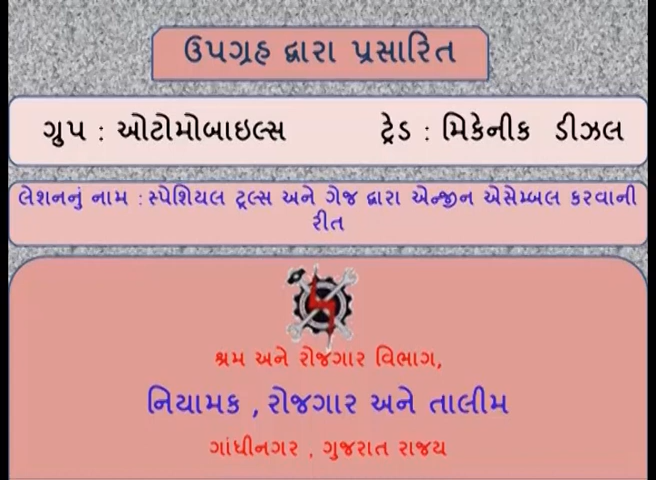 ઉપગ્રહ દ્વારા પ્રસારિત
ગ્રુપ : ઓટોમોબાઇલ્સ ટ્રેડ : મિકેનીક ડીઝલ
લેશનનું નામ : સ્પેશિયલ ટૂલ્સ અને ગેજ દ્વારા એન્જીન એસેમ્બલ કરવાની
રીત
શ્રમ અને રોજગાર વિભાગ,
નિયામક , રોજગાર અને તાલીમ
ગાંધીનગર , ગુજરાત રાજય